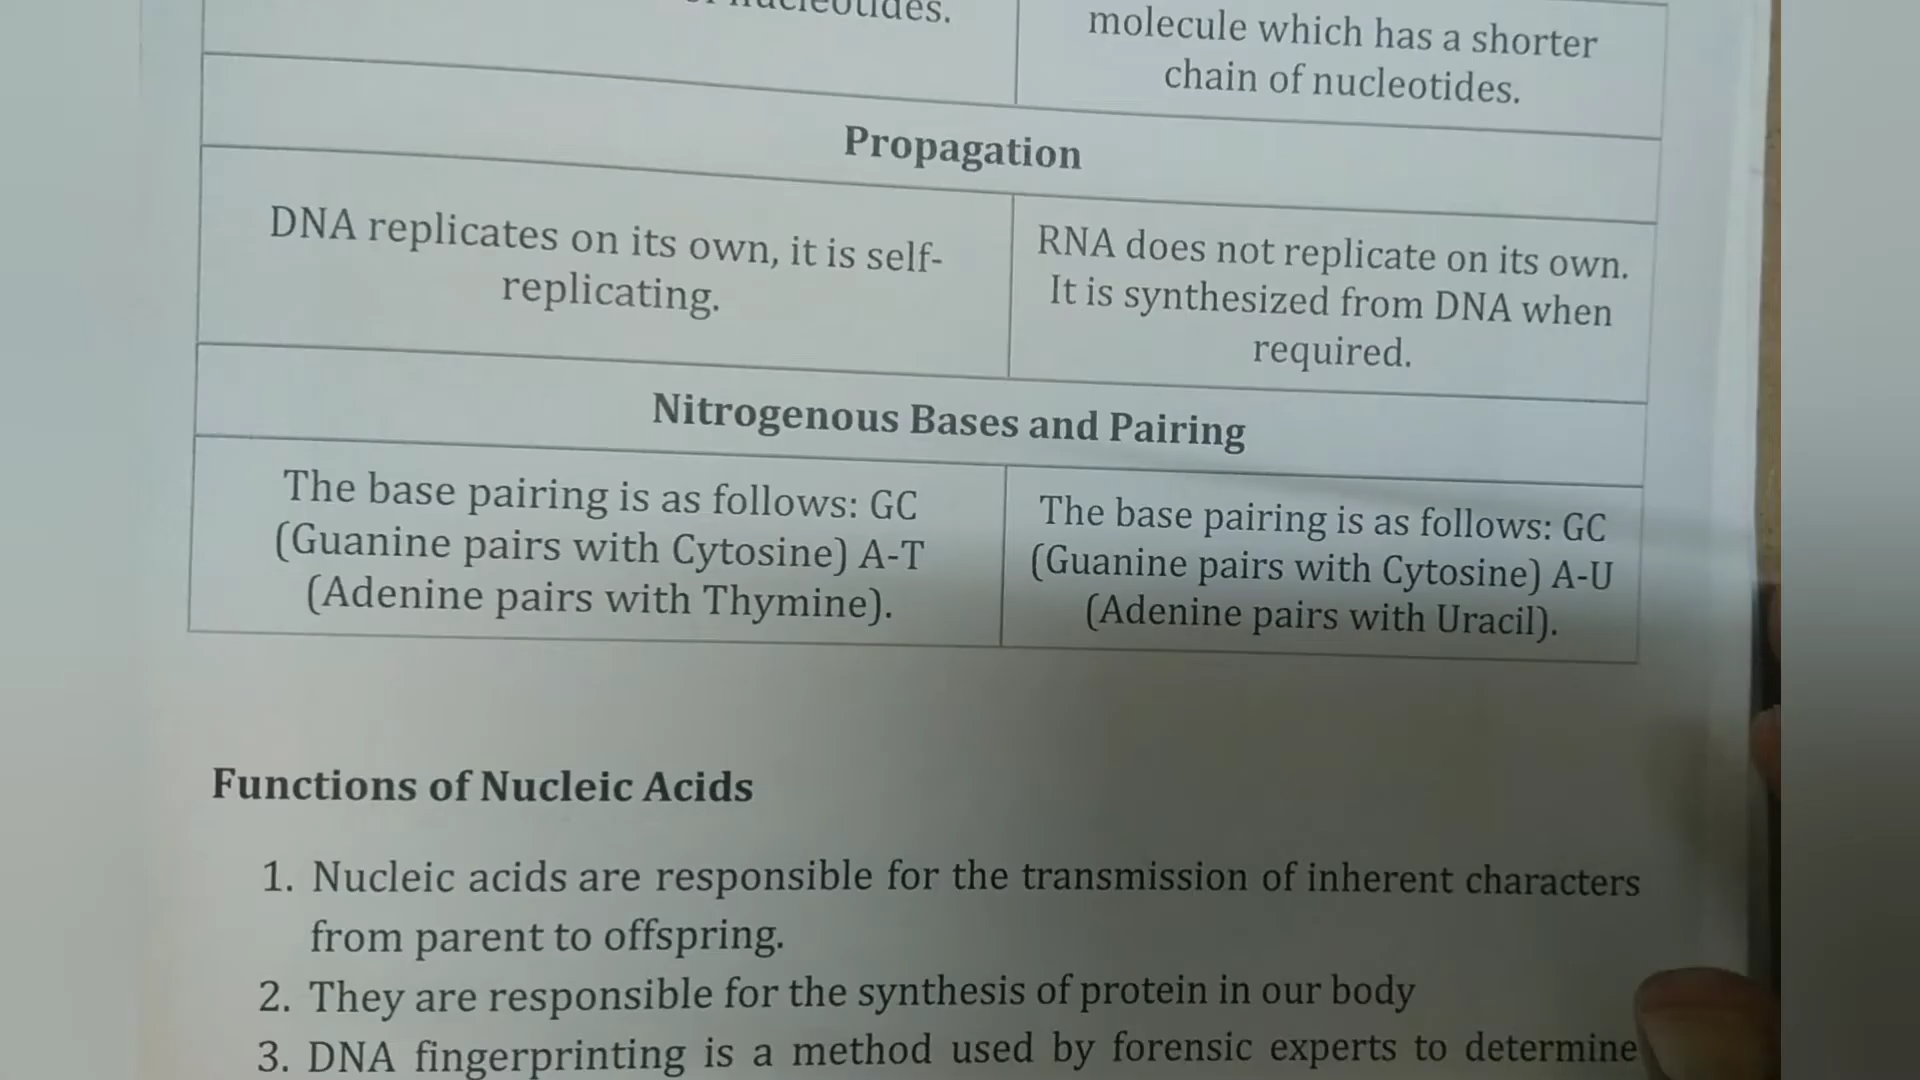 nucleotides.
molecule which has a shorter
chain of nucleotides.
Propagation
DNA replicates on its own, it is self-
replicating.
RNA does not replicate on its own.
It is synthesized from DNA when
required.
Nitrogenous Bases and Pairing
The base pairing is as follows: GC
(Guanine pairs with Cytosine) A-T
(Adenine pairs with Thymine).
The base pairing is as follows: GC
(Guanine pairs with Cytosine) A-U
(Adenine pairs with Uracil).
Functions of Nucleic Acids
1. Nucleic acids are responsible for the transmission of inherent characters
from parent to offspring.
2. They are responsible for the synthesis of protein in our body
3. DNA fingerprinting is a method used by forensic experts to determine